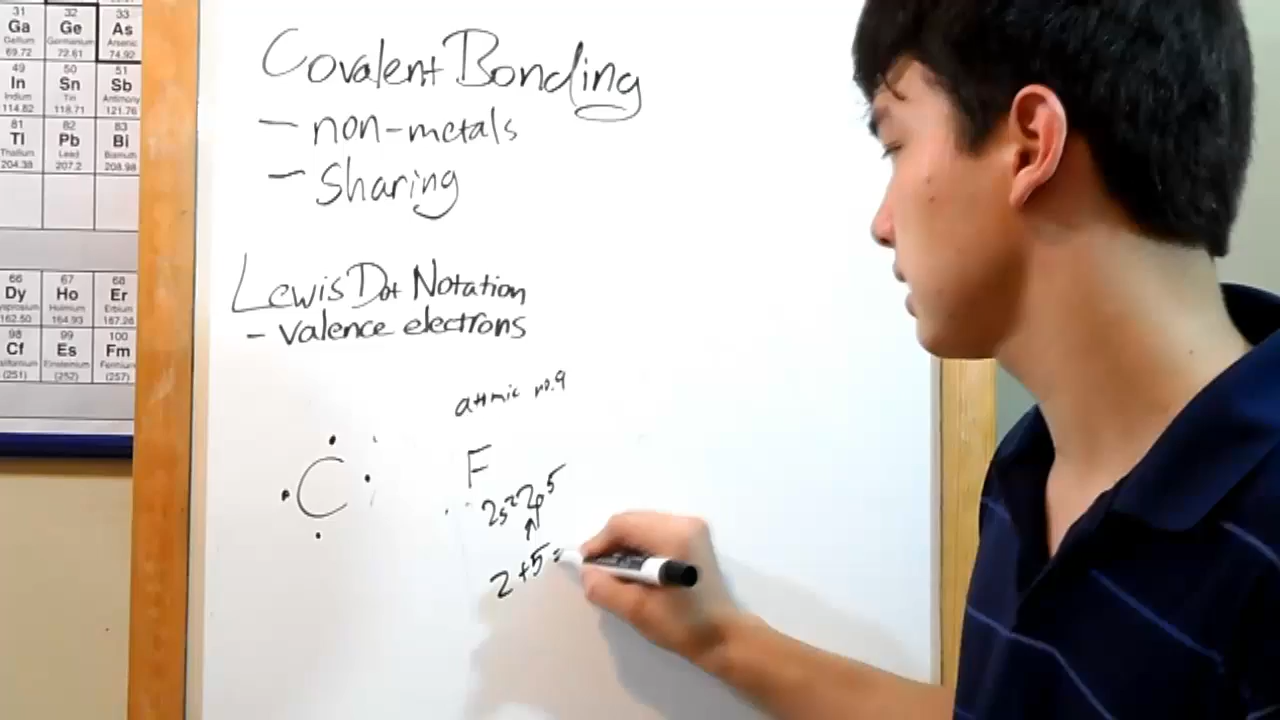 31 32 33
Ga Ge As
Gallium Germanium Arsenic
69.72 72.61 74.92
49 50 51
In Sn Sb
Indium Tin Antimony
114.82 118.71 121.76
81 82 83
Tl Pb Bi
Thallium Lead Bismuth
204.38 207.2 208.98
66 67 68
Dy Ho Er
Holmium Erbium
162.50 164.93 167.26
98 99 100
Cf Es Fm
Einsteinium Fermium
(251) (252) (257)
Covalent Bonding
- non-metals
- Sharing
Lewis Dot Notation
- valence electrons
atmic no.9
C F
2s²2p⁵
2+5=